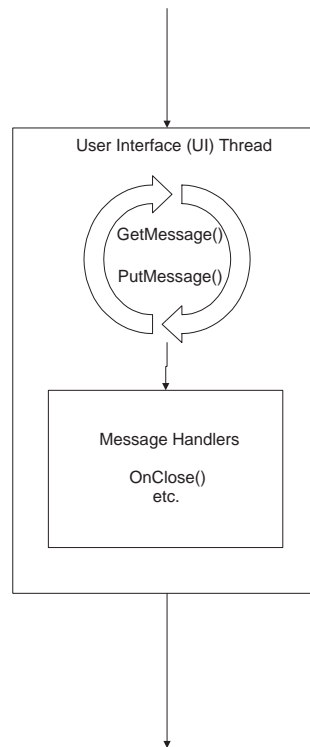 User Interface (UI) Thread
GetMessage()
PutMessage()
Message Handlers
OnClose()
etc.